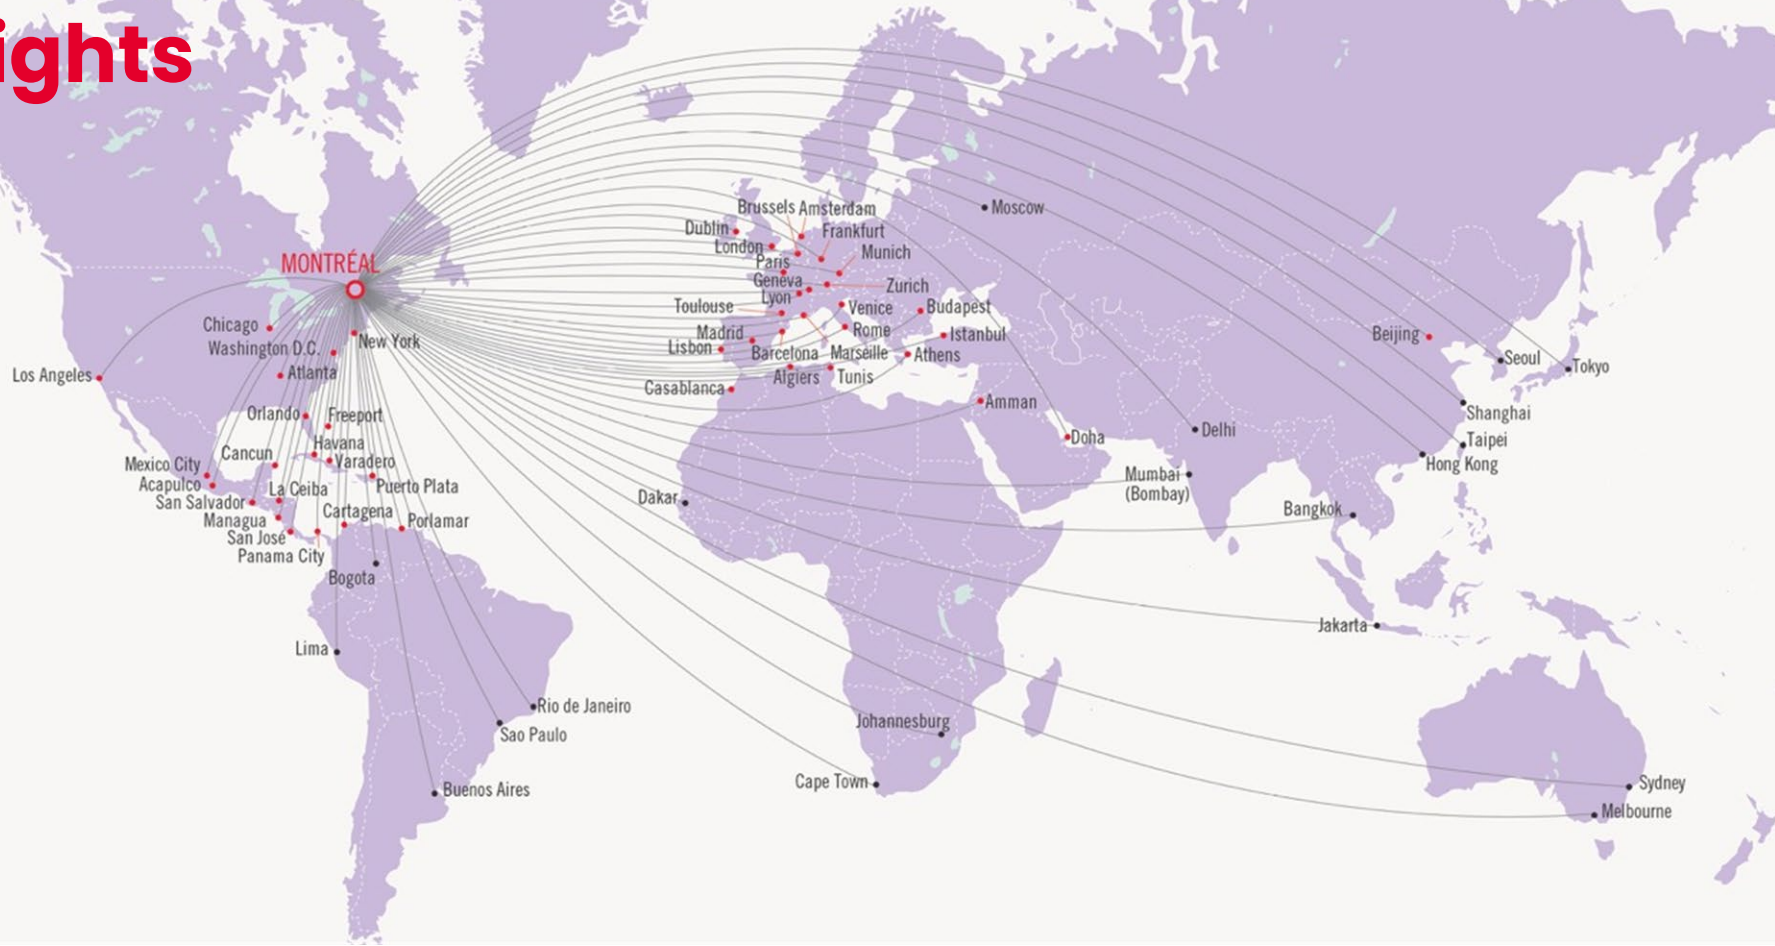 ights
MONTRÉAL
Chicago
Washington D.C.
New York
Los Angeles
Atlanta
Orlando
Freeport
Havana
Cancun
Varadero
Mexico City
Acapulco
Puerto Plata
San Salvador
La Ceiba
Managua
Cartagena
Porlamar
San José
Panama City
Bogota
Lima
Rio de Janeiro
Sao Paulo
Buenos Aires
Brussels
Amsterdam
Dublin
Frankfurt
London
Munich
Paris
Geneva
Zurich
Lyon
Toulouse
Venice
Budapest
Madrid
Rome
Istanbul
Lisbon
Barcelona
Marseille
Athens
Algiers
Tunis
Casablanca
Amman
Moscow
Doha
Dakar
Johannesburg
Cape Town
Delhi
Mumbai
(Bombay)
Bangkok
Beijing
Seoul
Tokyo
Shanghai
Taipei
Hong Kong
Jakarta
Sydney
Melbourne